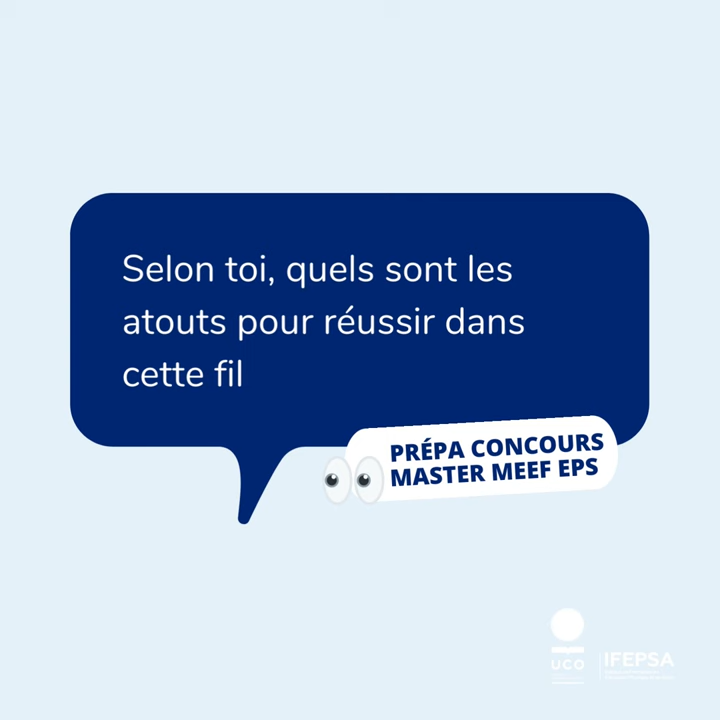 Selon toi, quels sont les
atouts pour réussir dans
cette fil
PRÉPA CONCOURS
MASTER MEEF EPS
UCO
IFEPSA